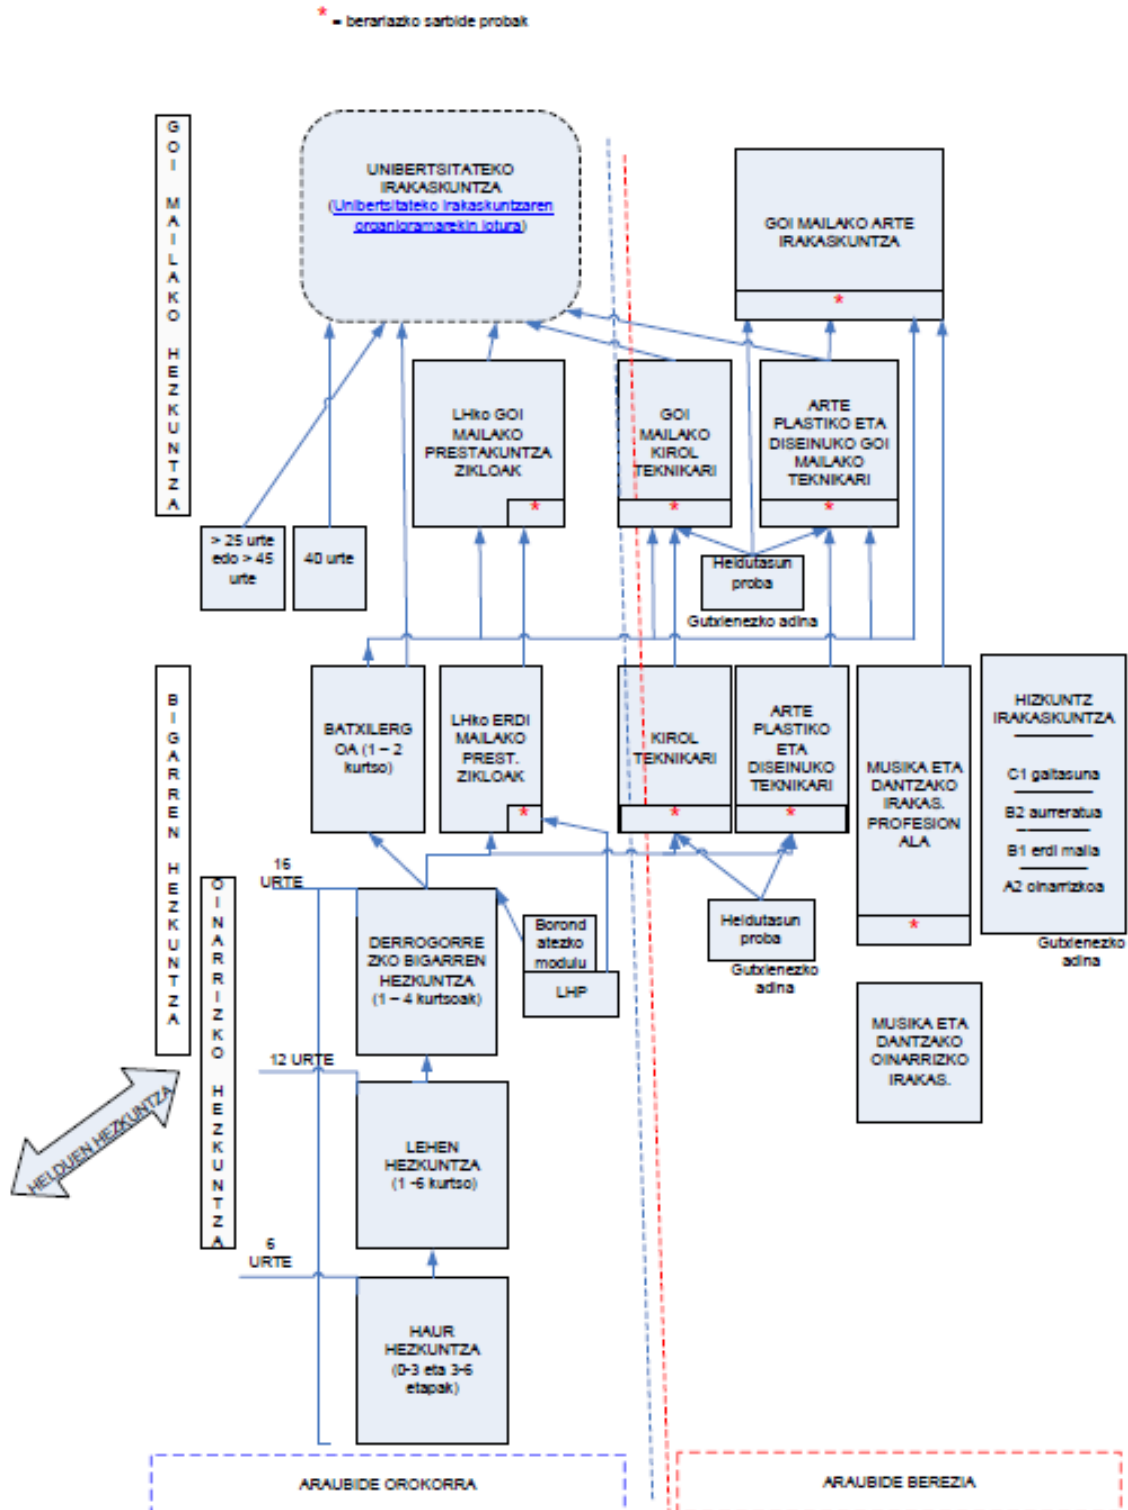 * = berariazko sarbide probak
GOI MAILAKO HEZKUNTZA
UNIBERTSITATEKO
IRAKASKUNTZA
(Unibertsitateko irakaskuntzaren
organigramarekin lotura)
GOI MAILAKO ARTE
IRAKASKUNTZA
*
LHko GOI
MAILAKO
PRESTAKUNTZA
ZIKLOAK
*
GOI
MAILAKO
KIROL
TEKNIKARI
*
ARTE
PLASTIKO ETA
DISEINUKO GOI
MAILAKO
TEKNIKARI
*
> 25 urte
edo > 45
urte
40 urte
Heldutasun
proba
Gutxienezko adina
BIGARREN HEZKUNTZA
BATXILERG
OA (1 – 2
kurtso)
LHko ERDI
MAILAKO
PREST.
ZIKLOAK
*
KIROL
TEKNIKARI
*
ARTE
PLASTIKO
ETA
DISEINUKO
TEKNIKARI
*
MUSIKA ETA
DANTZAKO
IRAKAS.
PROFESION
ALA
*
HIZKUNTZ
IRAKASKUNTZA
C1 gaitasuna
B2 aurreratua
B1 erdi maila
A2 oinarrizkoa
Gutxienezko
adina
16
URTE
OINARRIZKO HEZKUNTZA
DERROGORRE
ZKO BIGARREN
HEZKUNTZA
(1 – 4 kurtsoak)
Borond
atezko
modulu
LHP
Heldutasun
proba
Gutxienezko
adina
MUSIKA ETA
DANTZAKO
OINARRIZKO
IRAKAS.
12 URTE
HELDUEN HEZKUNTZA
LEHEN
HEZKUNTZA
(1 -6 kurtso)
6
URTE
HAUR
HEZKUNTZA
(0-3 eta 3-6
etapak)
ARAUBIDE OROKORRA
ARAUBIDE BEREZIA